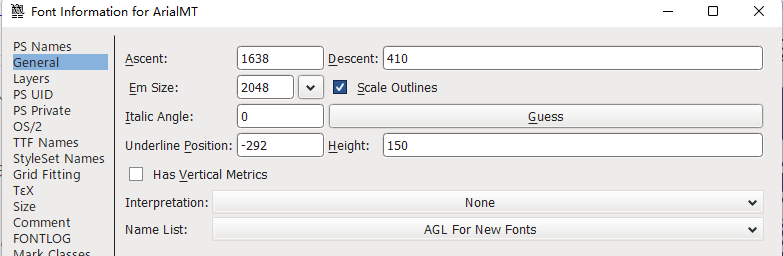 Font Information for ArialMT
PS Names
General
Layers
PS UID
PS Private
OS/2
TTF Names
StyleSet Names
Grid Fitting
ΤεΧ
Size
Comment
FONTLOG
Mark Classes
Ascent: 1638 Descent: 410
Em Size: 2048 Scale Outlines
Italic Angle: 0 Guess
Underline Position: -292 Height: 150
Has Vertical Metrics
Interpretation: None
Name List: AGL For New Fonts